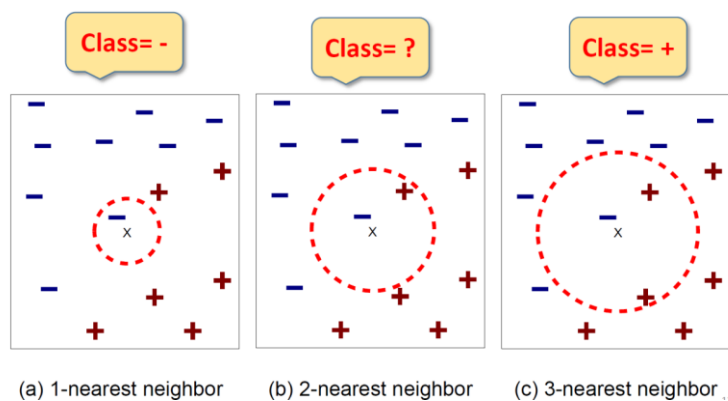 Class= -
Class= ?
Class= +
X
X
X
(a) 1-nearest neighbor
(b) 2-nearest neighbor
(c) 3-nearest neighbor